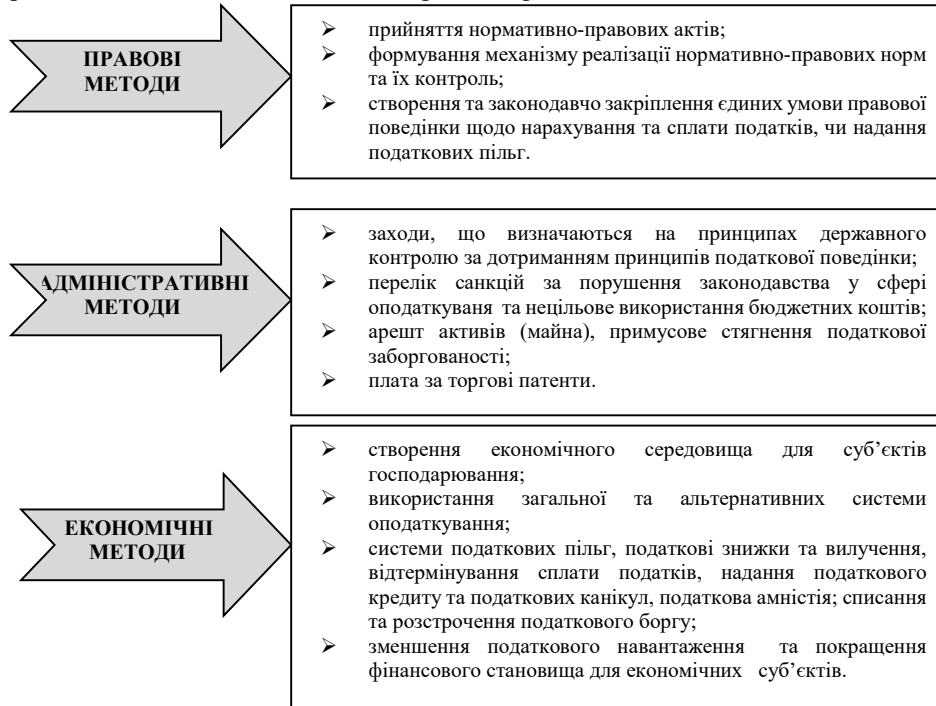 ПРАВОВІ
МЕТОДИ
➢ прийняття нормативно-правових актів;
➢ формування механізму реалізації нормативно-правових норм
та їх контроль;
➢ створення та законодавчо закріплення єдиних умови правової
поведінки щодо нарахування та сплати податків, чи надання
податкових пільг.
АДМІНІСТРАТИВНІ
МЕТОДИ
➢ заходи, що визначаються на принципах державного
контролю за дотриманням принципів податкової поведінки;
➢ перелік санкцій за порушення законодавства у сфері
оподаткуваня та нецільове використання бюджетних коштів;
➢ арешт активів (майна), примусове стягнення податкової
заборгованості;
➢ плата за торгові патенти.
ЕКОНОМІЧНІ
МЕТОДИ
➢ створення економічного середовища для суб’єктів
господарювання;
➢ використання загальної та альтернативних системи
оподаткування;
➢ системи податкових пільг, податкові знижки та вилучення,
відтермінування сплати податків, надання податкового
кредиту та податкових канікул, податкова амністія; списання
та розстрочення податкового боргу;
➢ зменшення податкового навантаження та покращення
фінансового становища для економічних суб’єктів.